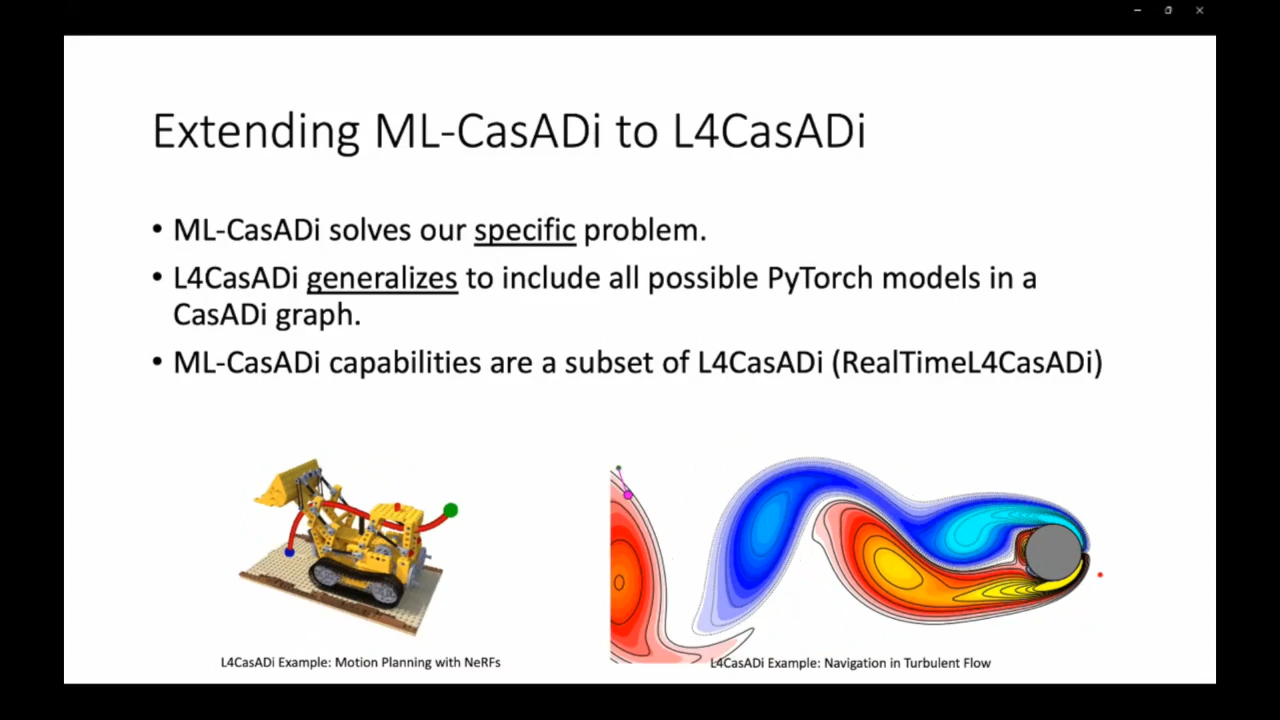 Extending ML-CasADi to L4CasADi
• ML-CasADi solves our specific problem.
• L4CasADi generalizes to include all possible PyTorch models in a
CasADi graph.
• ML-CasADi capabilities are a subset of L4CasADi (RealTimeL4CasADi)
L4CasADi Example: Motion Planning with NeRFs
L4CasADi Example: Navigation in Turbulent Flow